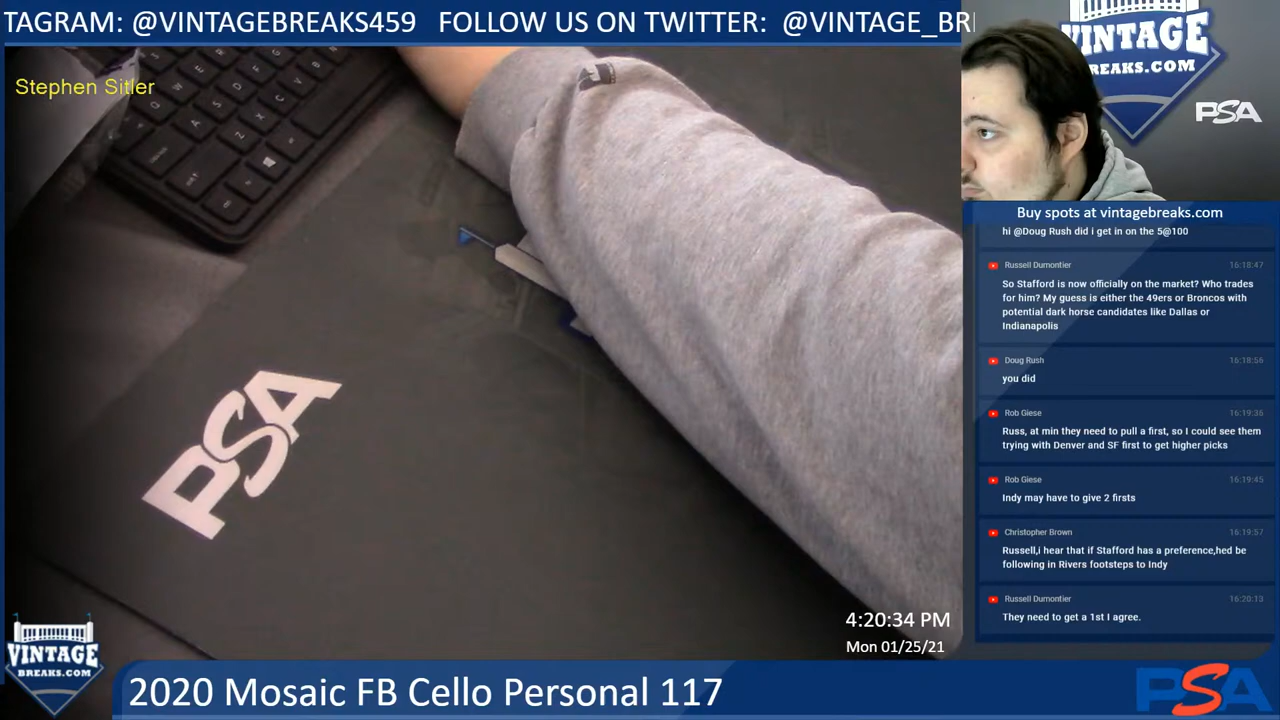 TAGRAM: @VINTAGEBREAKS459 FOLLOW US ON TWITTER: @VINTAGE_BR
Stephen Sitler
VINTAGE
BREAKS.COM
PSA
Buy spots at vintagebreaks.com
hi @Doug Rush did i get in on the 5@100
Russell Dumontier 16:18:47
So Stafford is now officially on the market? Who trades
for him? My guess is either the 49ers or Broncos with
potential dark horse candidates like Dallas or
Indianapolis
Doug Rush 16:18:56
you did
Rob Giese 16:19:36
Russ, at min they need to pull a first, so I could see them
trying with Denver and SF first to get higher picks
Rob Giese 16:19:45
Indy may have to give 2 firsts
Christopher Brown 16:19:57
Russell,i hear that if Stafford has a preference,hed be
following in Rivers footsteps to Indy
Russell Dumontier 16:20:13
They need to get a 1st I agree.
PSA
4:20:34 PM
Mon 01/25/21
VINTAGE
BREAKS.COM
2020 Mosaic FB Cello Personal 117
PSA